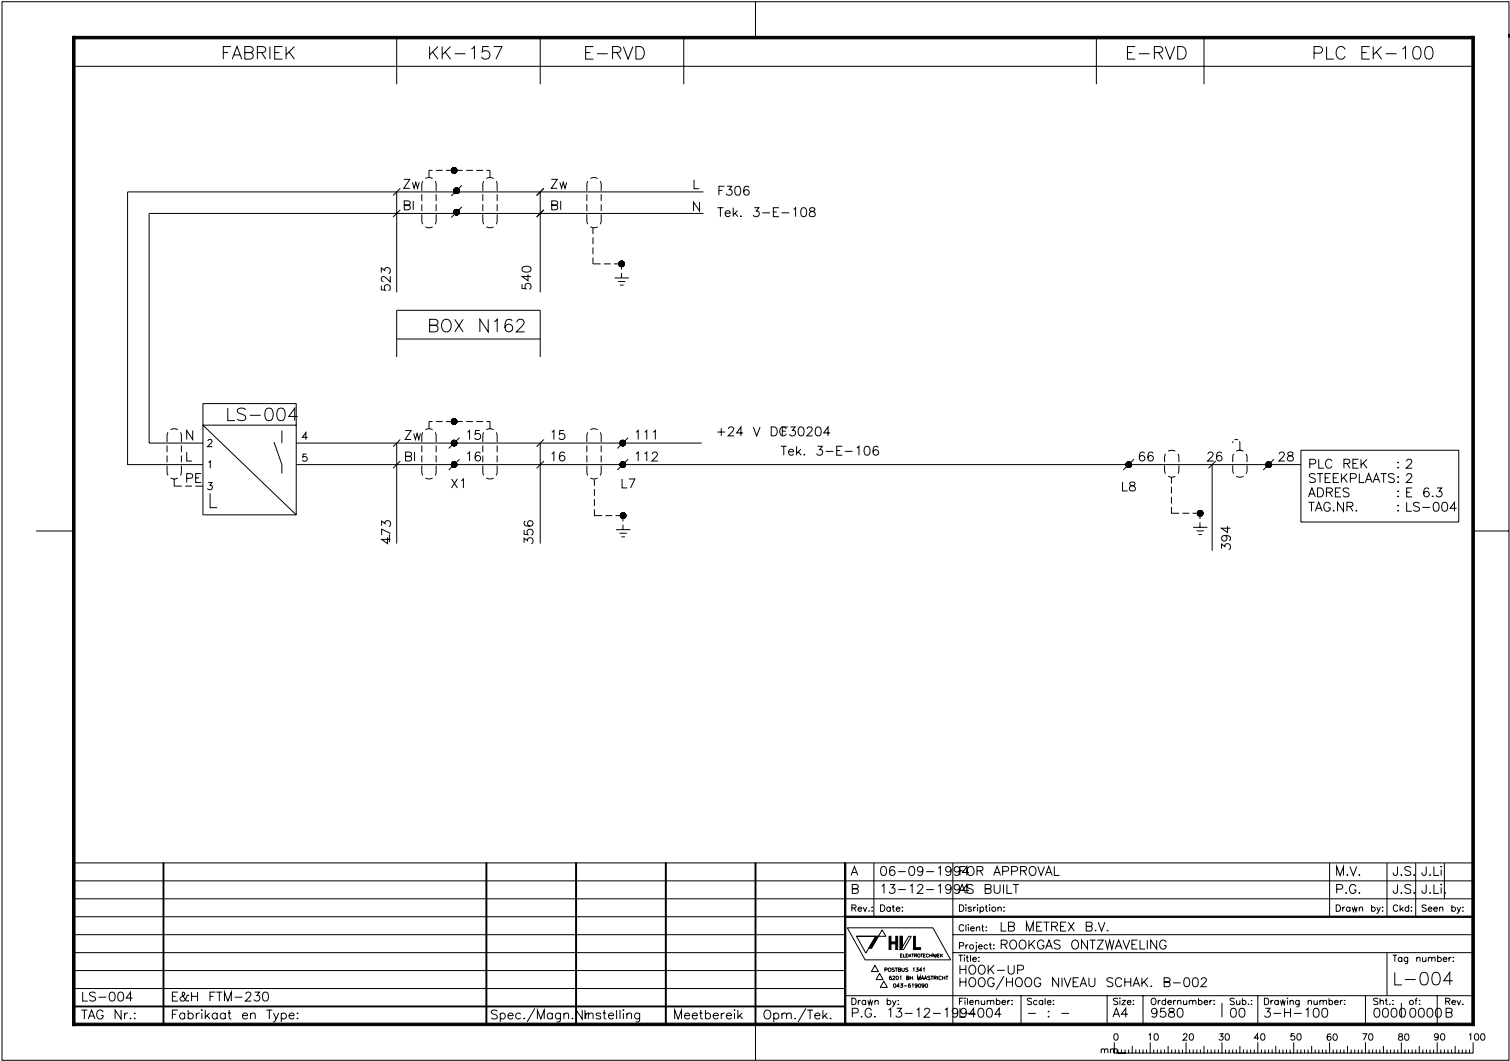 FABRIEK KK-157 E-RVD E-RVD PLC EK-100
Zw Zw L F306
Bl Bl N Tek. 3-E-108
523 540
BOX N162
LS-004
N 2 4 Zw 15 15 111 +24 V DC F30204
Tek. 3-E-106
L 1 5 Bl 16 16 112 66 26 28
PE 3 X1 L7 L8
L
473 356 394
PLC REK : 2
STEEKPLAATS: 2
ADRES : E 6.3
TAG.NR. : LS-004
A 06-09-1994 FOR APPROVAL M.V. J.S. J.Li
B 13-12-1994 AS BUILT P.G. J.S. J.Li.
Rev.: Date: Disription: Drawn by: Ckd: Seen by:
HVL
ELEKTROTECHNIEK
POSTBUS 1341
6201 BH MAASTRICHT
043-619090
Client: LB METREX B.V.
Project: ROOKGAS ONTZWAVELING
Title:
HOOK-UP
HOOG/HOOG NIVEAU SCHAK. B-002
Tag number:
L-004
LS-004 E&H FTM-230
TAG Nr.: Fabrikaat en Type: Spec./Magn.Nr. Instelling Meetbereik Opm./Tek.
Drawn by: Filenumber: Scale: Size: Ordernumber: Sub.: Drawing number: Sht.: of: Rev.
P.G. 13-12-1994 L-004 - : - A4 9580 00 3-H-100 0000 0000 B
0 10 20 30 40 50 60 70 80 90 100
mm